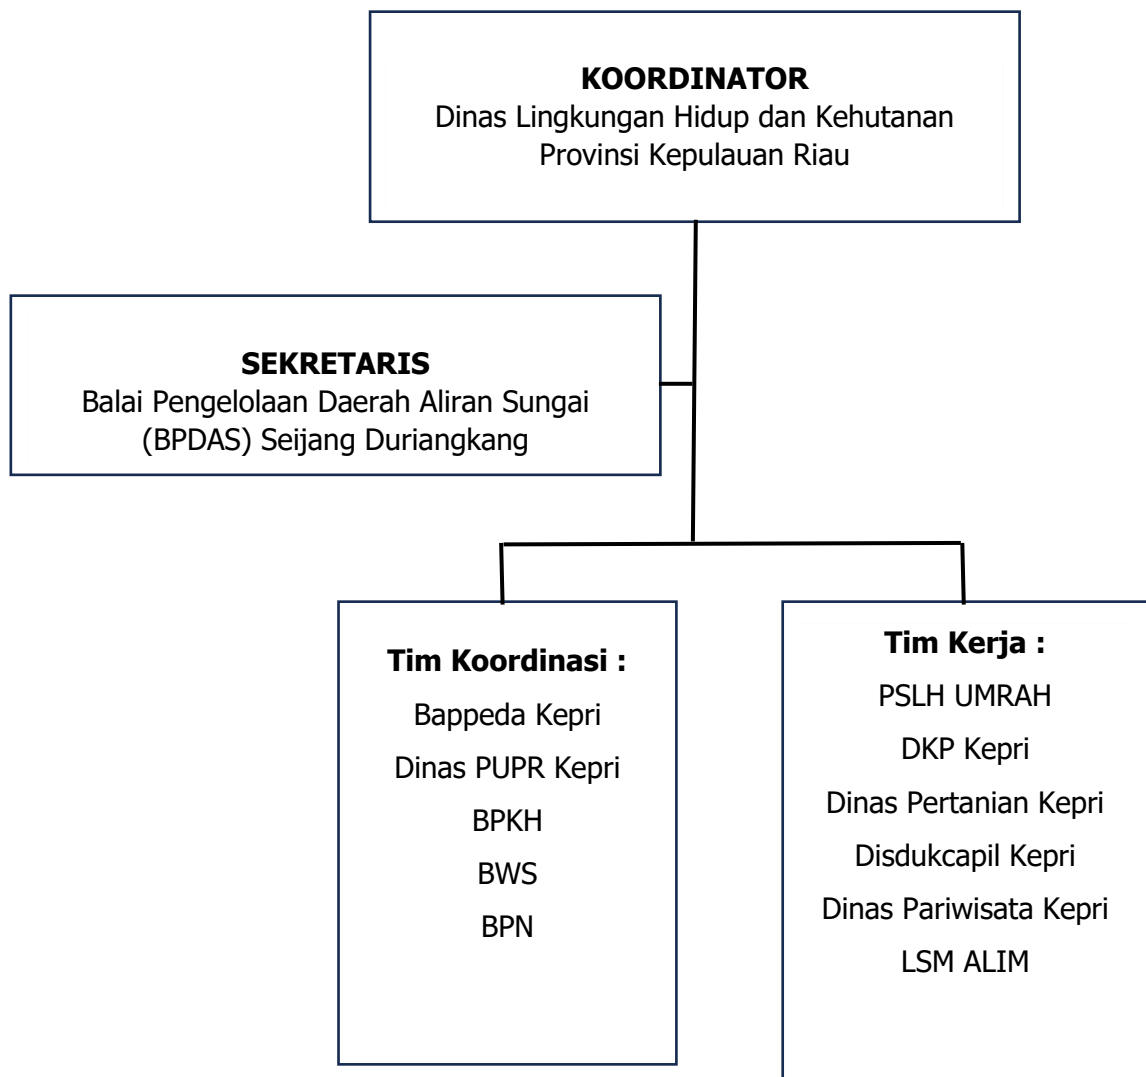 KOORDINATOR
Dinas Lingkungan Hidup dan Kehutanan
Provinsi Kepulauan Riau
SEKRETARIS
Balai Pengelolaan Daerah Aliran Sungai
(BPDAS) Seijang Duriangkang
Tim Koordinasi :
Bappeda Kepri
Dinas PUPR Kepri
BPKH
BWS
BPN
Tim Kerja :
PSLH UMRAH
DKP Kepri
Dinas Pertanian Kepri
Disdukcapil Kepri
Dinas Pariwisata Kepri
LSM ALIM